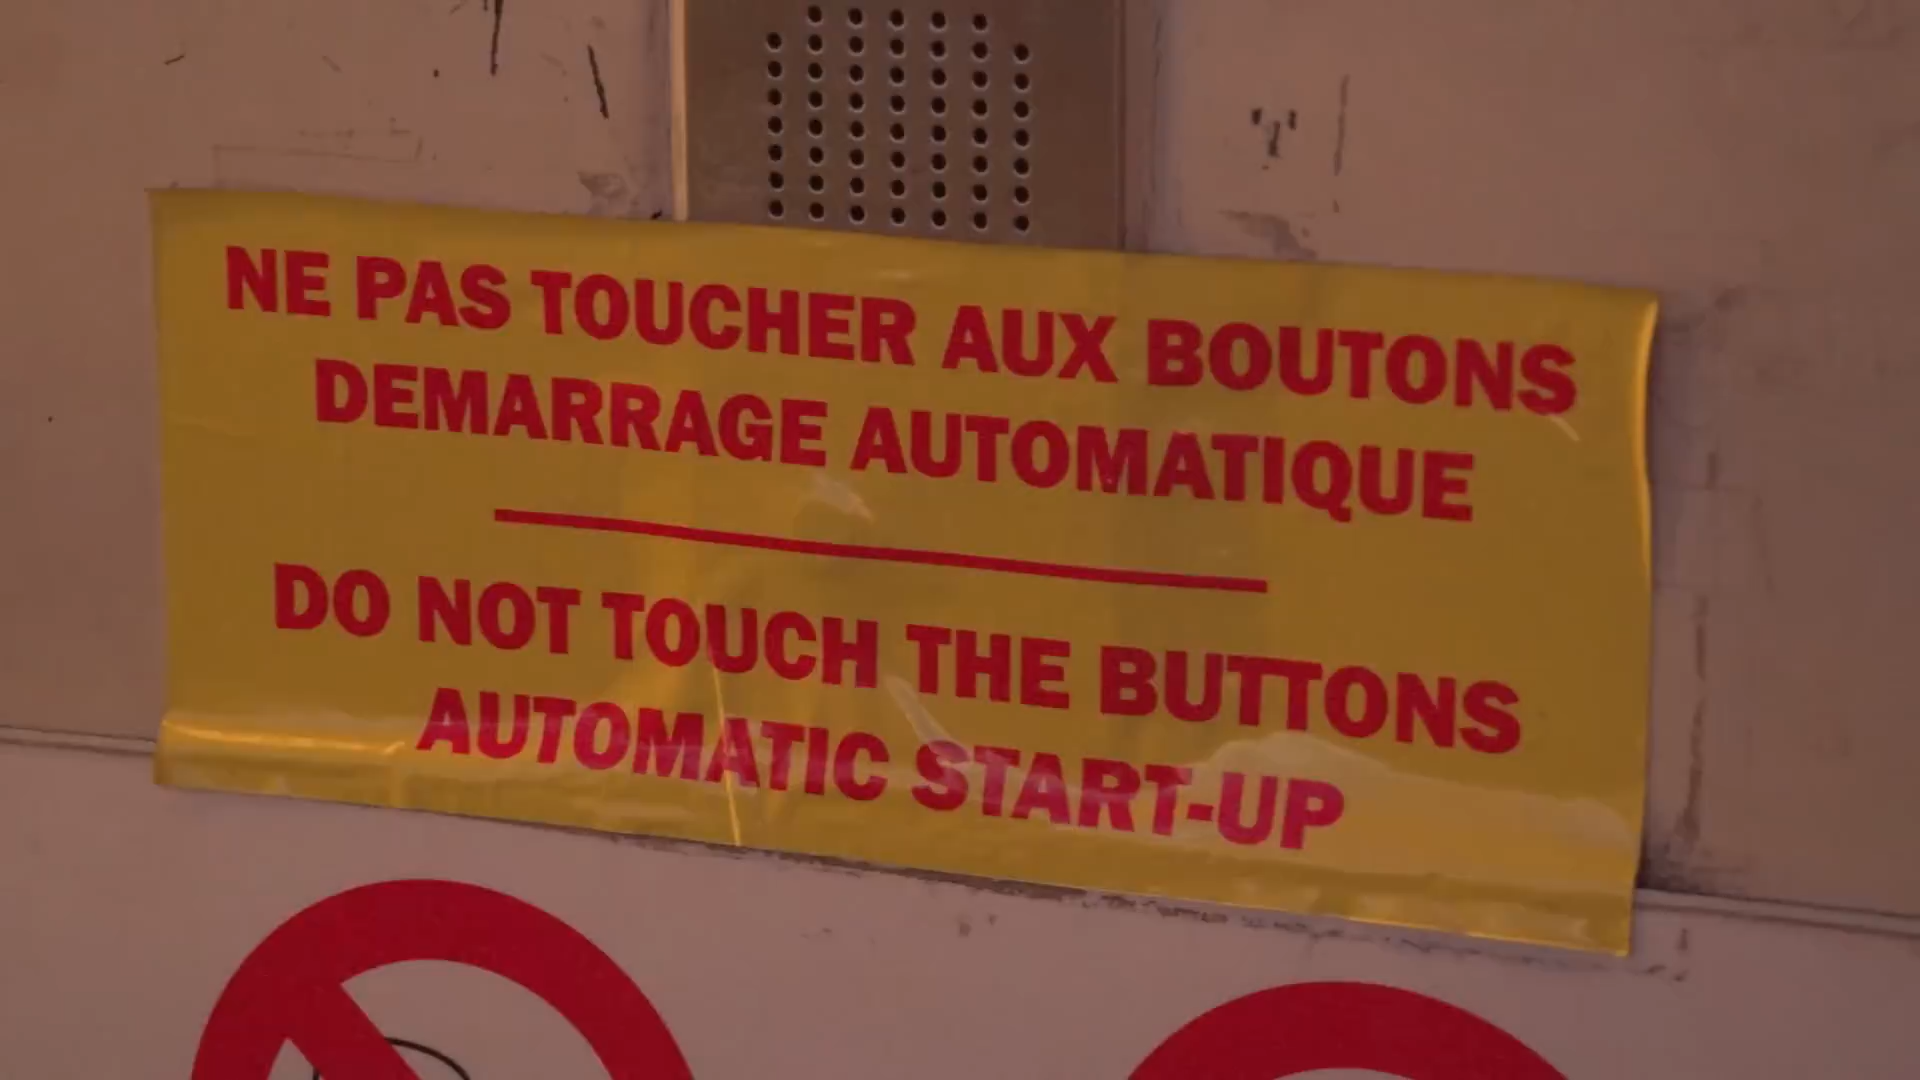 NE PAS TOUCHER AUX BOUTONS
DEMARRAGE AUTOMATIQUE
DO NOT TOUCH THE BUTTONS
AUTOMATIC START-UP